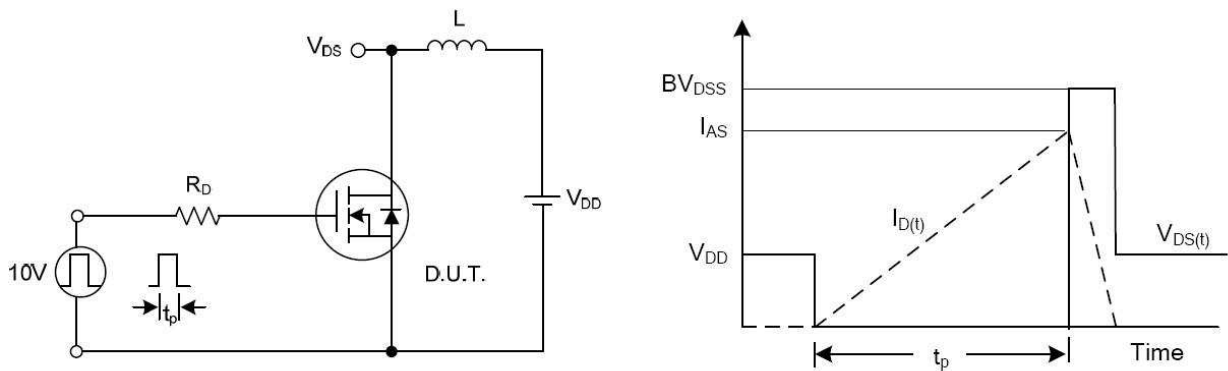 L
V_DS
R_D
V_DD
10V
t_p
D.U.T.
BV_DSS
I_AS
I_D(t)
V_DD
V_DS(t)
t_p
Time